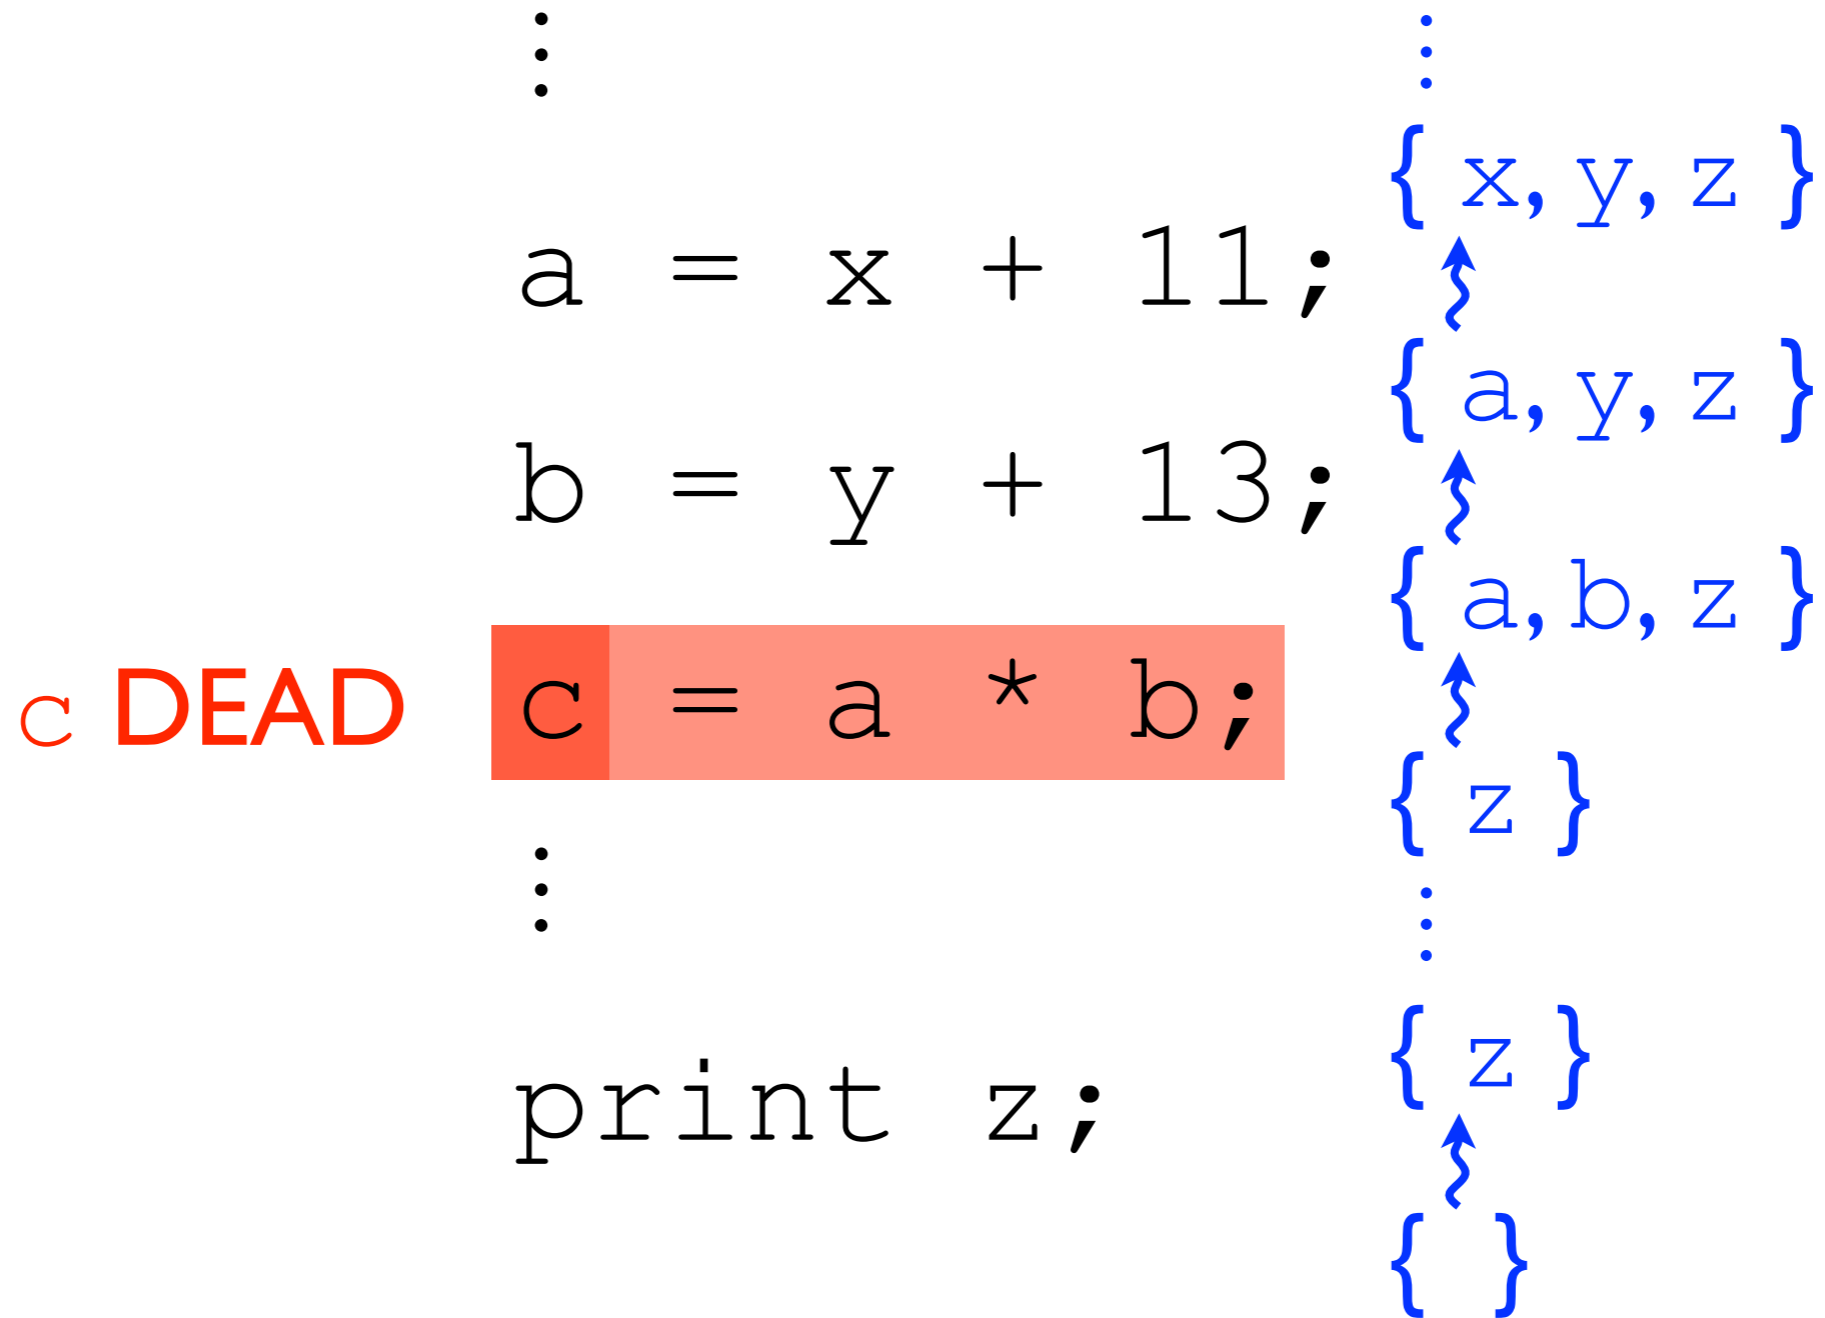 ⋮ ⋮
{ x, y, z }
a = x + 11;
{ a, y, z }
b = y + 13;
{ a, b, z }
c DEAD c = a * b;
{ z }
⋮ ⋮
{ z }
print z;
{ }